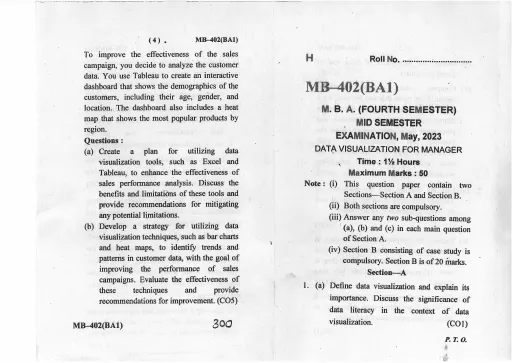 ( 4 ) .
MB-402(BA1)
To improve the effectiveness of the sales
campaign, you decide to analyze the customer
data. You use Tableau to create an interactive
dashboard that shows the demographics of the
customers, including their age, gender, and
location. The dashboard also includes a heat
map that shows the most popular products by
region.
Questions :
(a) Create a plan for utilizing data
visualization tools, such as Excel and
Tableau, to enhance the effectiveness of
sales performance analysis. Discuss the
benefits and limitations of these tools and
provide recommendations for mitigating
any potential limitations.
(b) Develop a strategy for utilizing data
visualization techniques, such as bar charts
and heat maps, to identify trends and
patterns in customer data, with the goal of
improving the performance of sales
campaigns. Evaluate the effectiveness of
these techniques and provide
recommendations for improvement. (CO5)
MB-402(BA1)
300
H
Roll No. ..............................
MB-402(BA1)
M. B. A. (FOURTH SEMESTER)
MID SEMESTER
EXAMINATION, May, 2023
DATA VISUALIZATION FOR MANAGER
Time : 1½ Hours
Maximum Marks : 50
Note : (i) This question paper contain two
Sections—Section A and Section B.
(ii) Both sections are compulsory.
(iii) Answer any two sub-questions among
(a), (b) and (c) in each main question
of Section A.
(iv) Section B consisting of case study is
compulsory. Section B is of 20 marks.
Section—A
1. (a) Define data visualization and explain its
importance. Discuss the significance of
data literacy in the context of data
visualization. (CO1)
P. T. O.